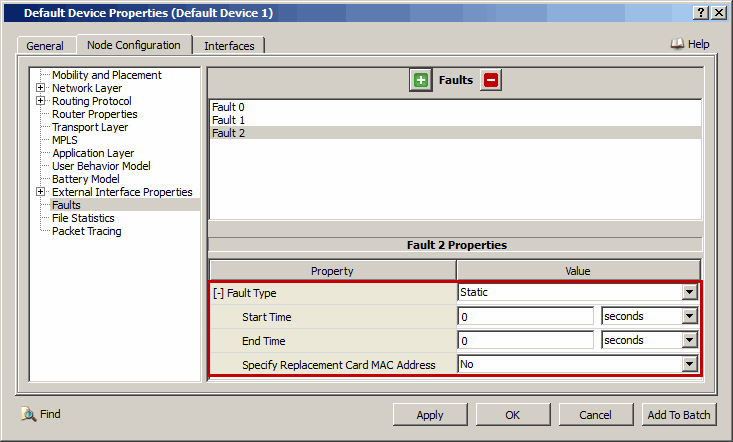 Default Device Properties (Default Device 1)
General Node Configuration Interfaces Help
Mobility and Placement
Network Layer
Routing Protocol
Router Properties
Transport Layer
MPLS
Application Layer
User Behavior Model
Battery Model
External Interface Properties
Faults
File Statistics
Packet Tracing
Faults
Fault 0
Fault 1
Fault 2
Fault 2 Properties
Property Value
[-] Fault Type Static
Start Time 0 seconds
End Time 0 seconds
Specify Replacement Card MAC Address No
Find Apply OK Cancel Add To Batch